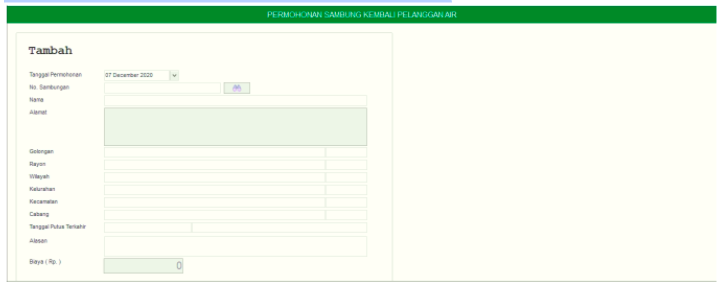 PERMOHONAN SAMBUNG KEMBALI PELANGGAN AIR
Tambah
Tanggal Permohonan 07 December 2020
No. Sambungan
Nama
Alamat
Golongan
Rayon
Wilayah
Kelurahan
Kecamatan
Cabang
Tanggal Putus Terkahir
Alasan
Biaya ( Rp. ) 0